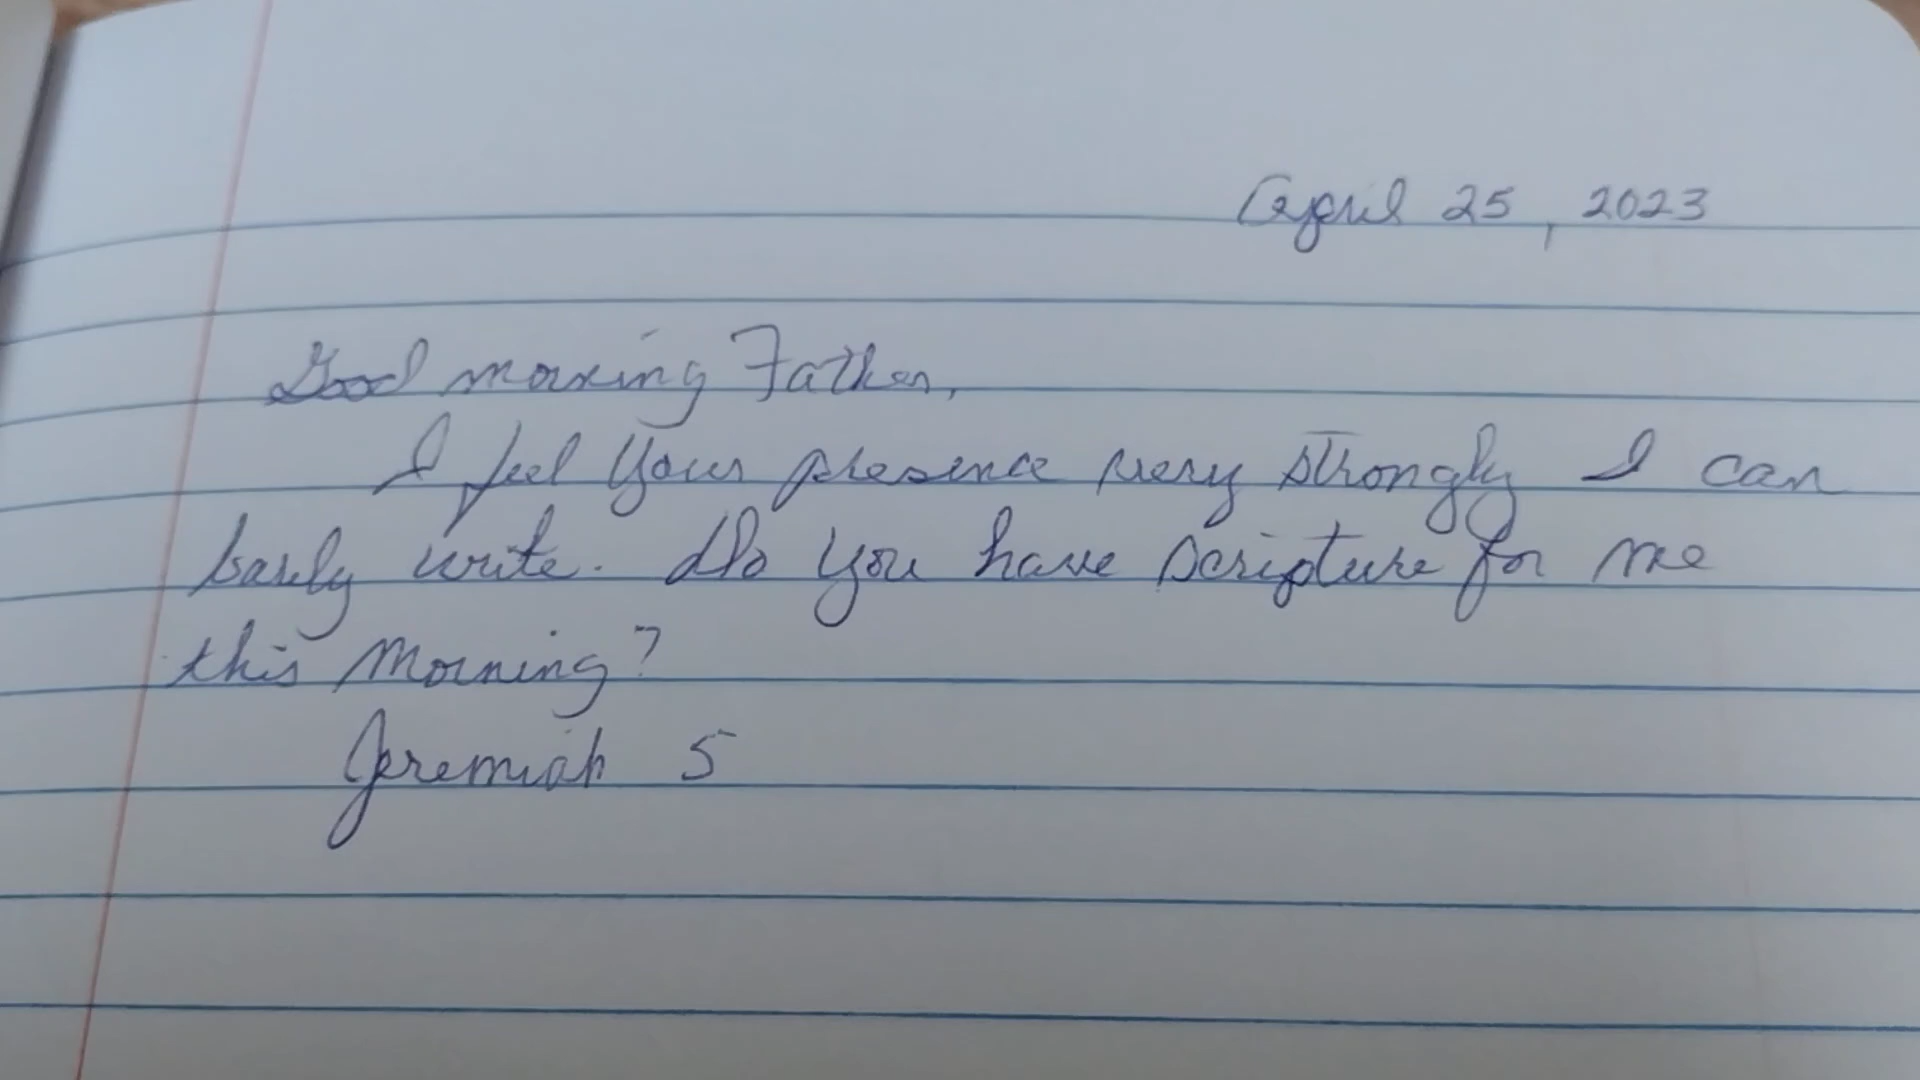 April 25, 2023
Good morning Father,
I feel Your presence very strongly I can
barely write. Do You have scripture for me
this morning?
Jeremiah 5